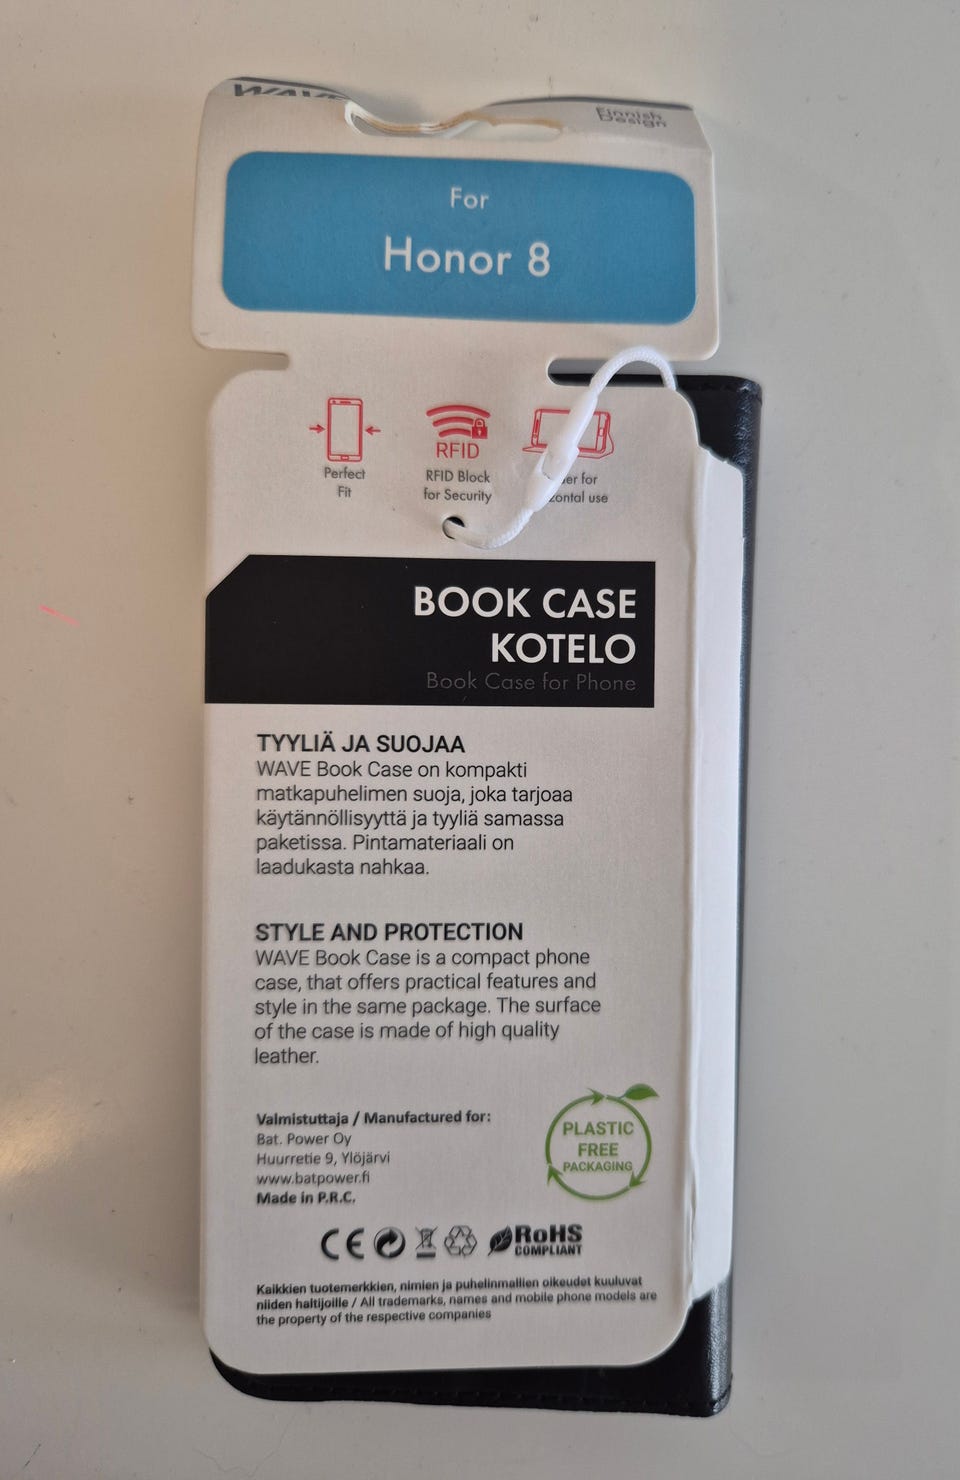 WAVE
Finnish
Design
For
Honor 8
Perfect
Fit
RFID
RFID Block
for Security
for
use
BOOK CASE
KOTELO
Book Case for Phone
TYYLIÄ JA SUOJAA
WAVE Book Case on kompakti
matkapuhelimen suoja, joka tarjoaa
käytännöllisyyttä ja tyyliä samassa
paketissa. Pintamateriaali on
laadukasta nahkaa.
STYLE AND PROTECTION
WAVE Book Case is a compact phone
case, that offers practical features and
style in the same package. The surface
of the case is made of high quality
leather.
Valmistuttaja / Manufactured for:
Bat. Power Oy
Huurretie 9, Ylöjärvi
www.batpower.fi
Made in P.R.C.
PLASTIC
FREE
PACKAGING
CE
RoHS
COMPLIANT
Kaikkien tuotemerkkien, nimien ja puhelinmallien oikeudet kuuluvat
niiden haltijoille / All trademarks, names and mobile phone models are
the property of the respective companies